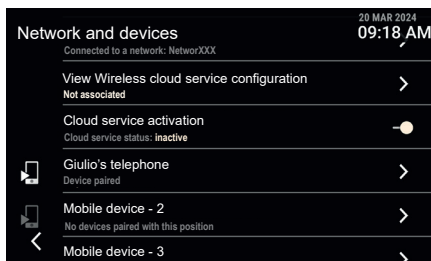 20 MAR 2024
Network and devices
09:18 AM
Connected to a network: NetworXXX
View Wireless cloud service configuration
Not associated
Cloud service activation
Cloud service status: inactive
Giulio's telephone
Device paired
Mobile device - 2
No devices paired with this position
Mobile device - 3